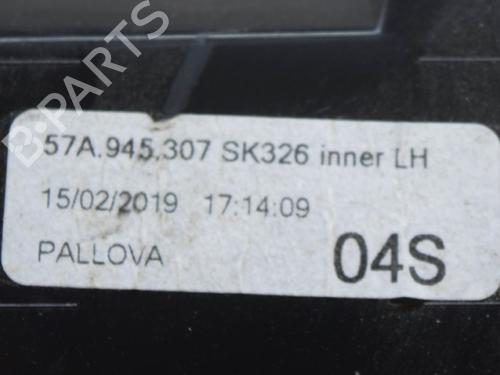 57A.945.307 SK326 inner LH
15/02/2019 17:14:09
PALLOVA
04S
B-PARTS